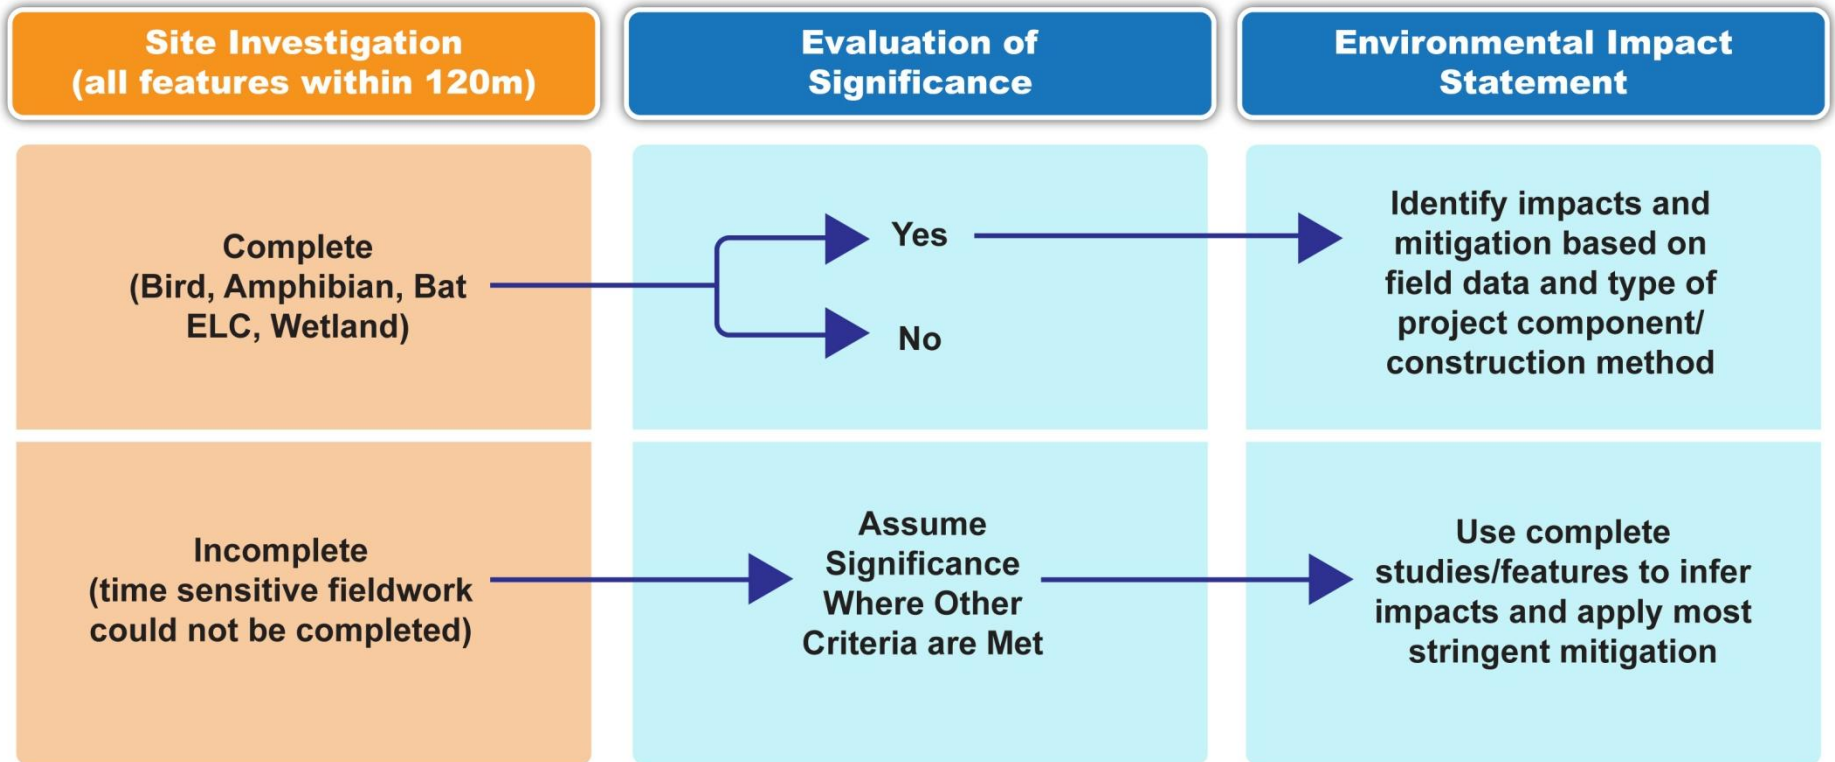 Site Investigation
(all features within 120m)
Evaluation of
Significance
Environmental Impact
Statement
Complete
(Bird, Amphibian, Bat
ELC, Wetland)
Yes
No
Identify impacts and
mitigation based on
field data and type of
project component/
construction method
Incomplete
(time sensitive fieldwork
could not be completed)
Assume
Significance
Where Other
Criteria are Met
Use complete
studies/features to infer
impacts and apply most
stringent mitigation